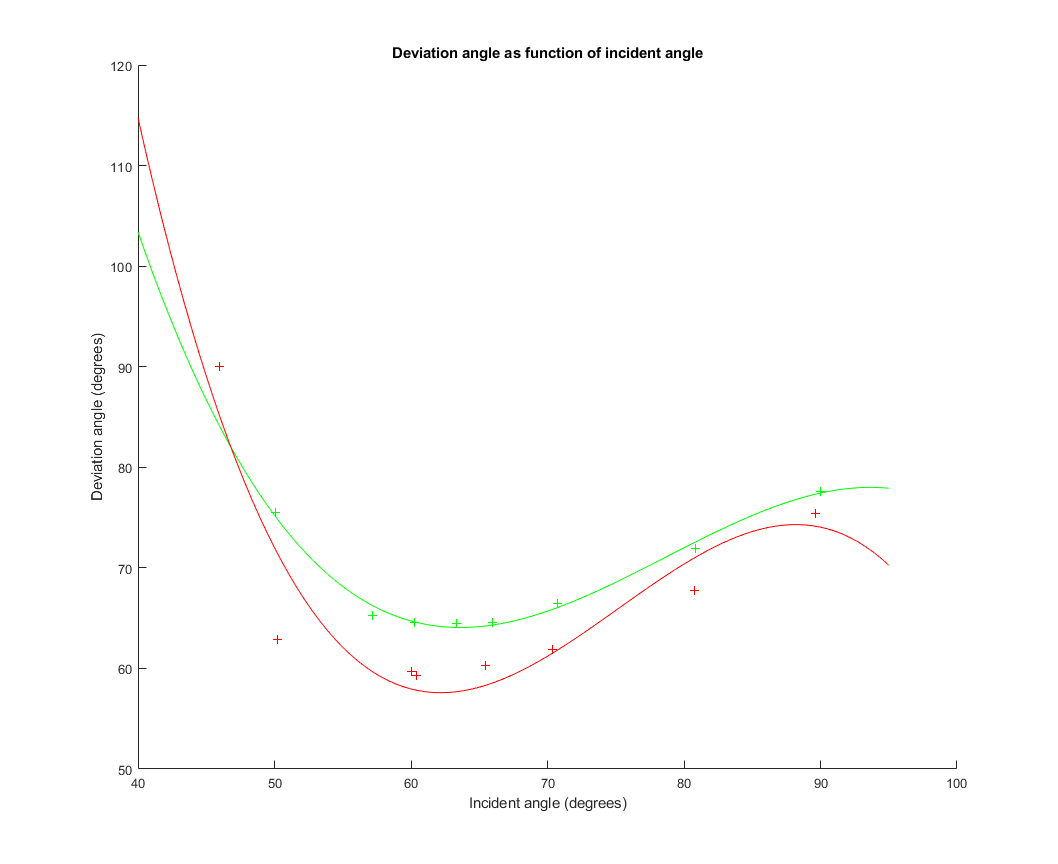 Deviation angle as function of incident angle
120
110
100
90
80
70
60
50
Deviation angle (degrees)
40 50 60 70 80 90 100
Incident angle (degrees)